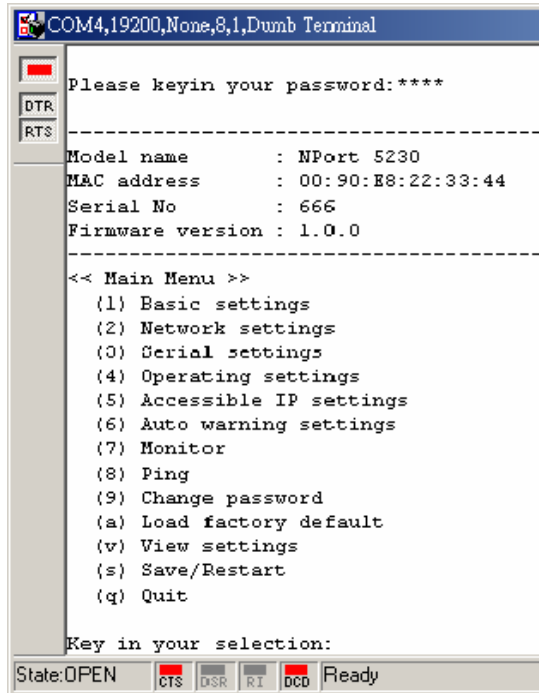 COM4,19200,None,8,1,Dumb Terminal
DTR
RTS
Please keyin your password:****
----------------------------------------
Model name : NPort 5230
MAC address : 00:90:E8:22:33:44
Serial No : 666
Firmware version : 1.0.0
----------------------------------------
<< Main Menu >>
(1) Basic settings
(2) Network settings
(3) Serial settings
(4) Operating settings
(5) Accessible IP settings
(6) Auto warning settings
(7) Monitor
(8) Ping
(9) Change password
(a) Load factory default
(v) View settings
(s) Save/Restart
(q) Quit
Key in your selection:
State:OPEN CTS DSR RI DCD Ready